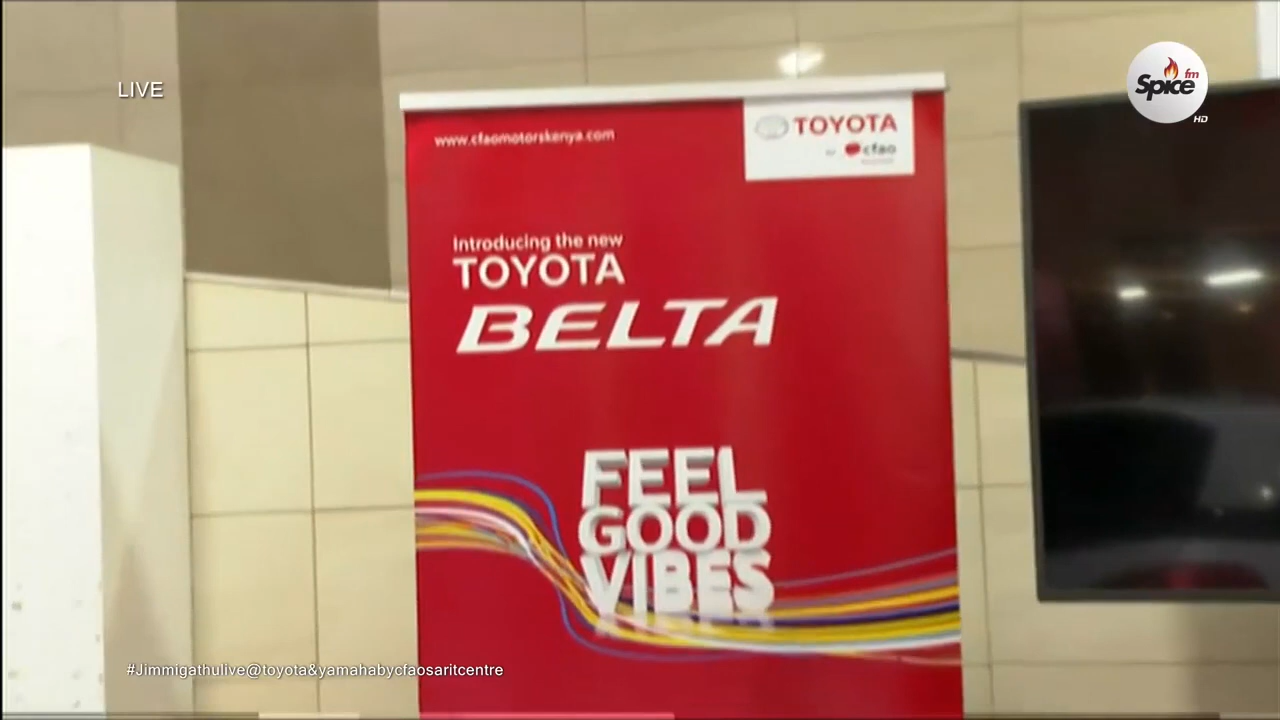 LIVE
Spice fm
HD
www.cfaomotorskenya.com
TOYOTA
cfao
Introducing the new
TOYOTA
BELTA
FEEL
GOOD
VIBES
#Jimmigathulive@toyota&yamahabycfaosaritcentre